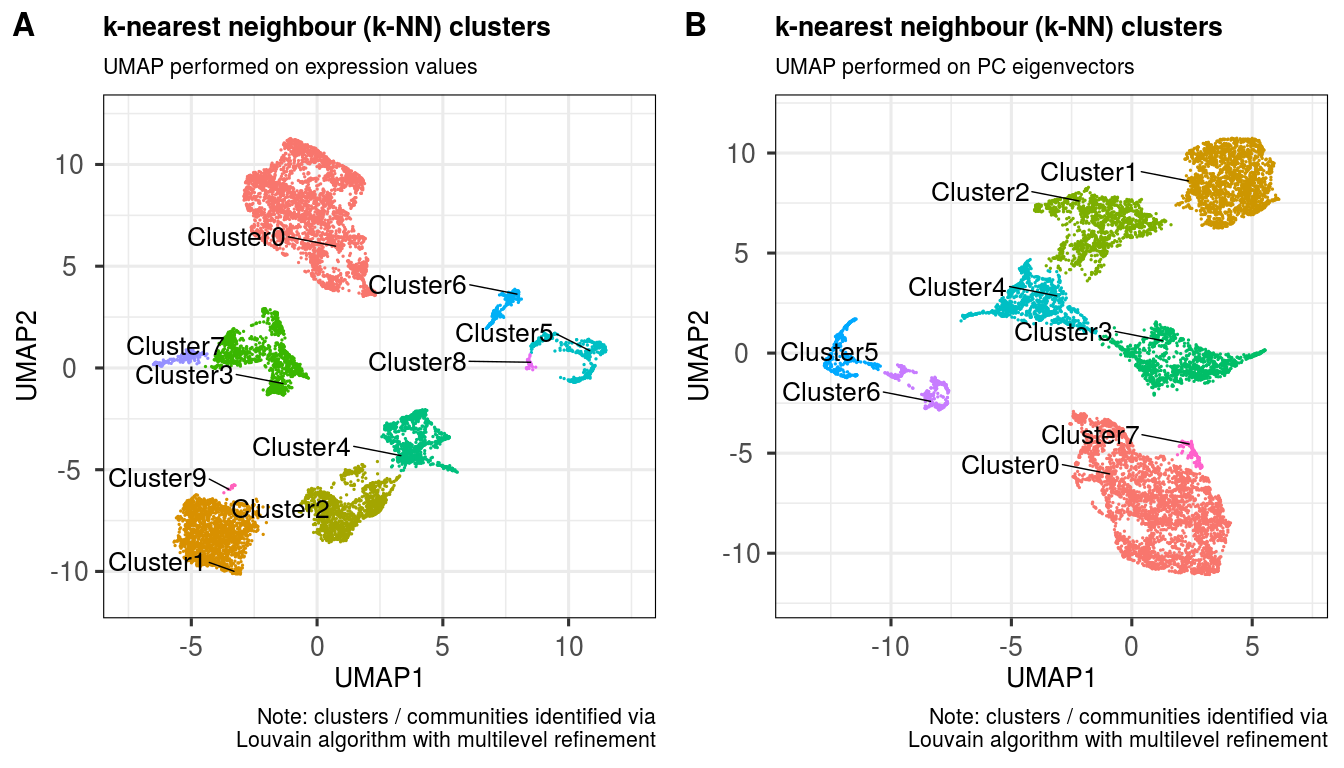 A
k-nearest neighbour (k-NN) clusters
UMAP performed on expression values
UMAP2
10
5
0
-5
-10
Cluster0
Cluster6
Cluster5
Cluster7
Cluster8
Cluster3
Cluster4
Cluster9
Cluster2
Cluster1
-5
0
5
10
UMAP1
Note: clusters / communities identified via
Louvain algorithm with multilevel refinement
B
k-nearest neighbour (k-NN) clusters
UMAP performed on PC eigenvectors
UMAP2
10
5
0
-5
-10
Cluster1
Cluster2
Cluster4
Cluster3
Cluster5
Cluster6
Cluster7
Cluster0
-10
-5
0
5
UMAP1
Note: clusters / communities identified via
Louvain algorithm with multilevel refinement